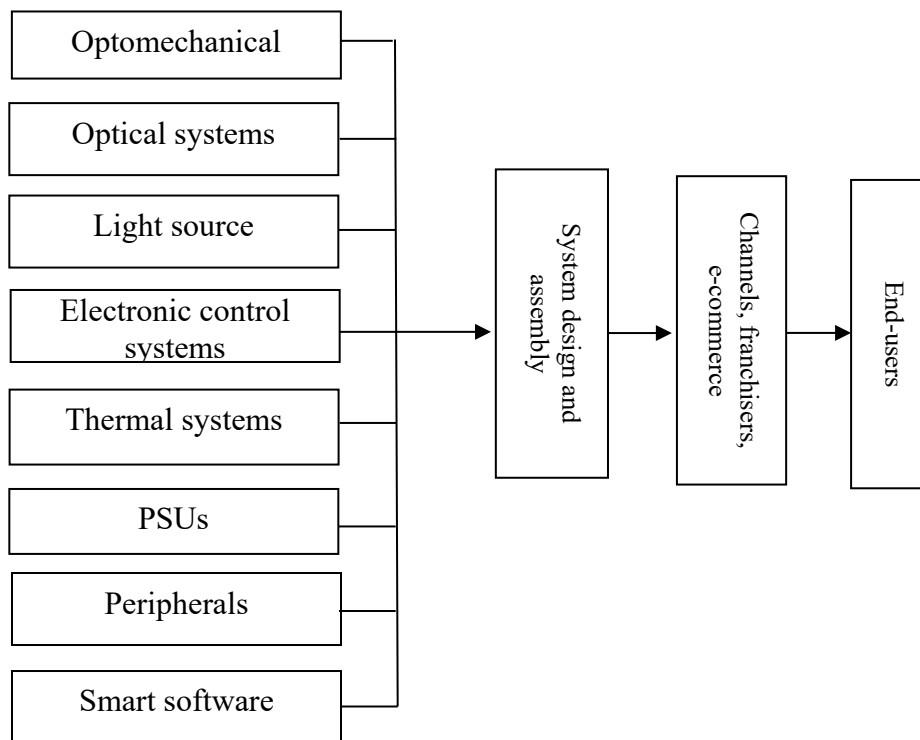 Optomechanical
Optical systems
Light source
Electronic control
systems
Thermal systems
PSUs
Peripherals
Smart software
System design and
assembly
Channels, franchisers,
e-commerce
End-users